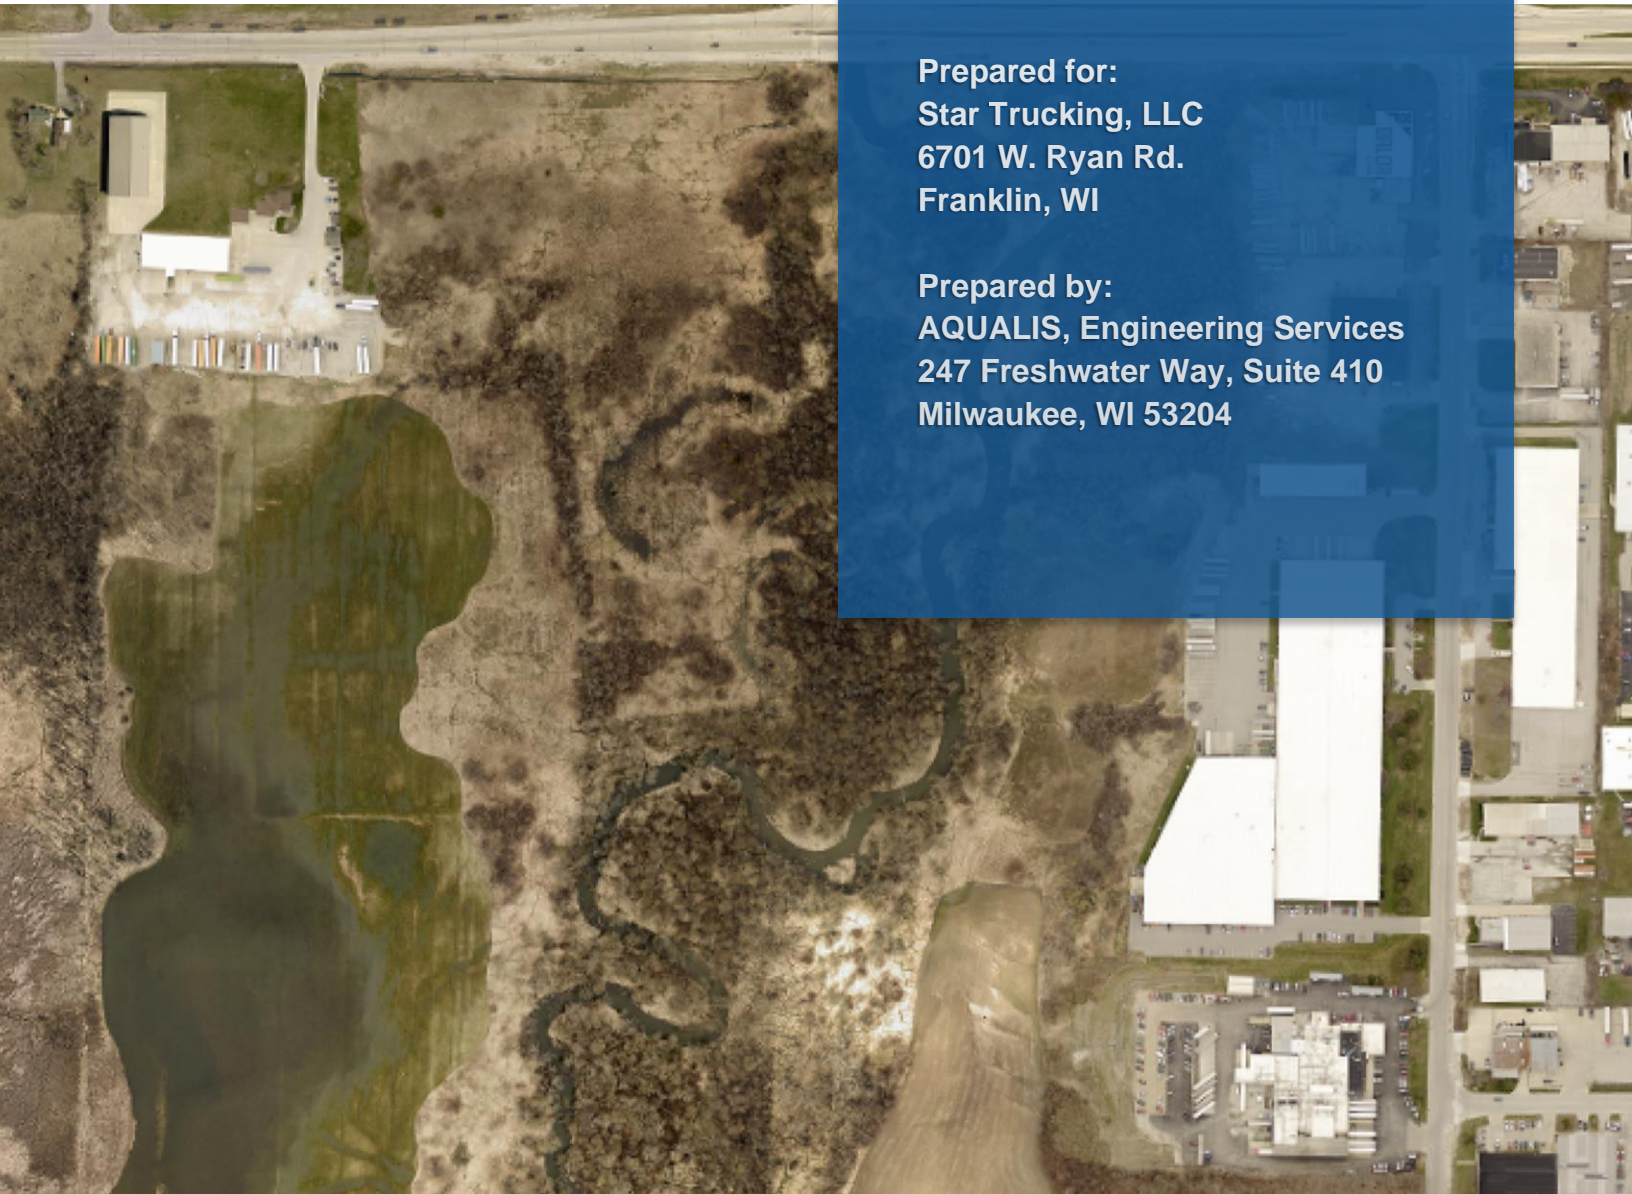 Prepared for:
Star Trucking, LLC
6701 W. Ryan Rd.
Franklin, WI
Prepared by:
AQUALIS, Engineering Services
247 Freshwater Way, Suite 410
Milwaukee, WI 53204